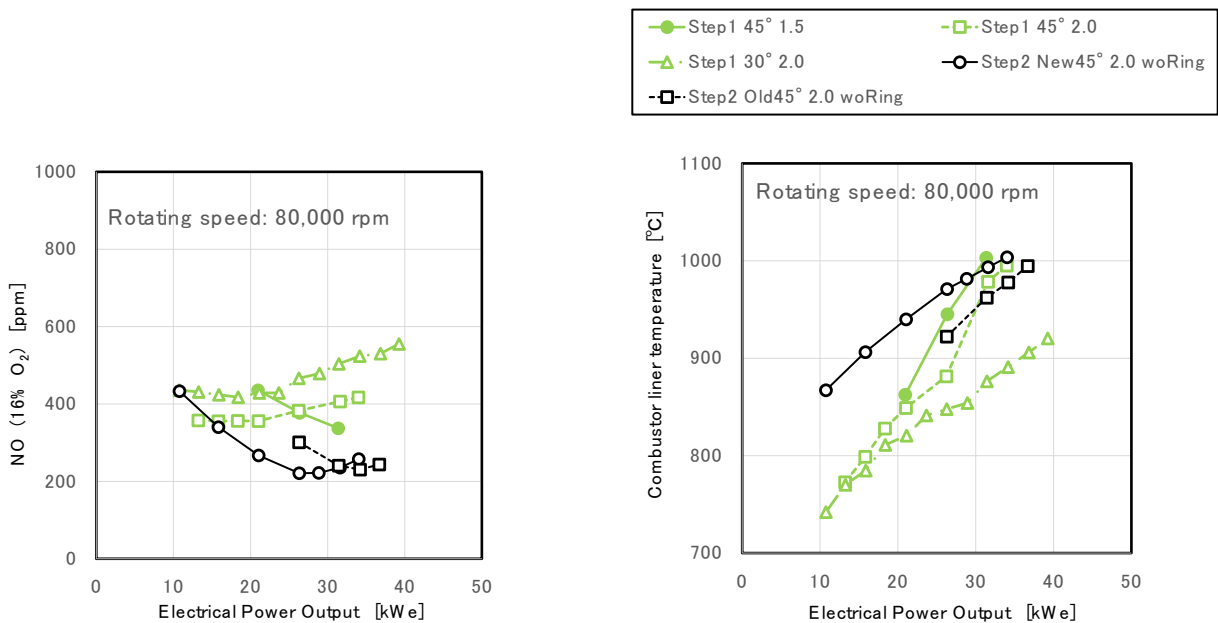 Step1 45° 1.5
Step1 45° 2.0
Step1 30° 2.0
Step2 New45° 2.0 woRing
Step2 Old45° 2.0 woRing
NO (16% O₂) [ppm]
1000
800
600
400
200
0
Rotating speed: 80,000 rpm
0 10 20 30 40 50
Electrical Power Output [kWe]
Combustor liner temperature [℃]
1100
1000
900
800
700
Rotating speed: 80,000 rpm
0 10 20 30 40 50
Electrical Power Output [kWe]